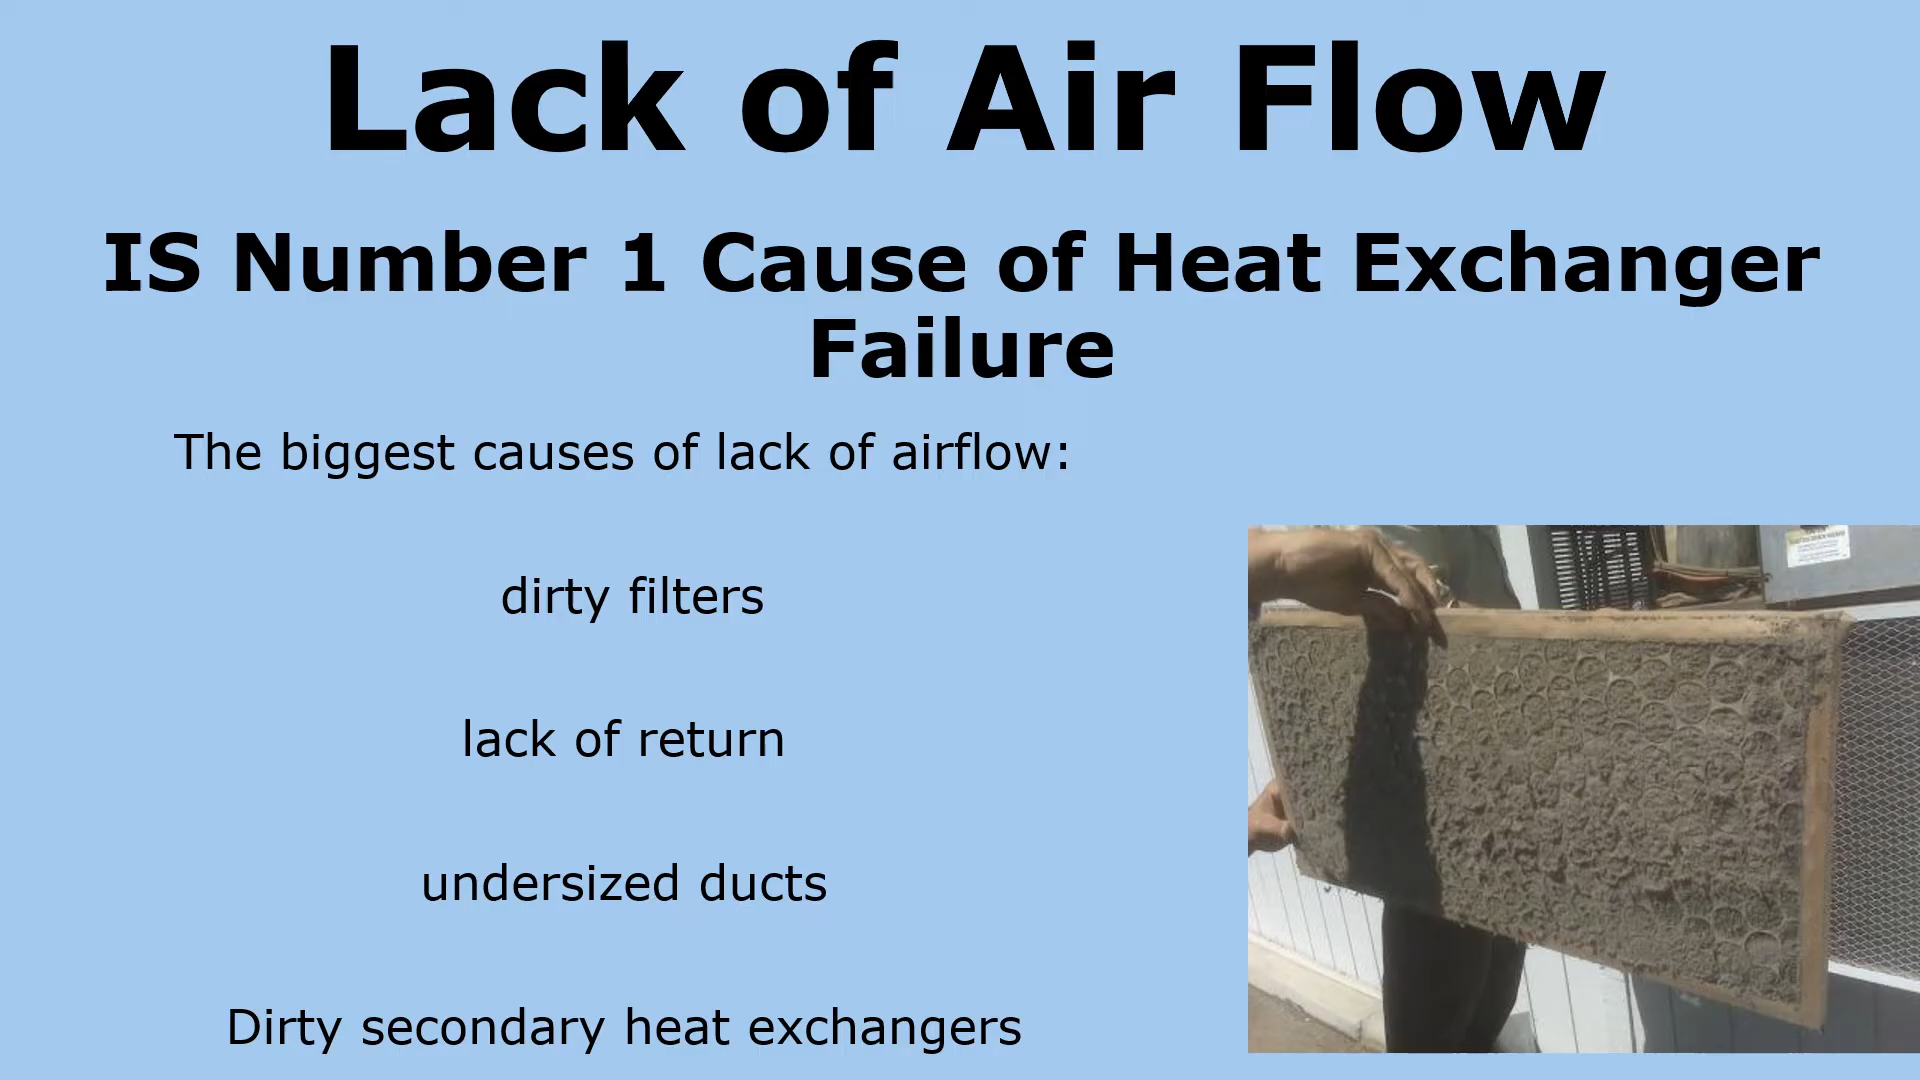 Lack of Air Flow
IS Number 1 Cause of Heat Exchanger
Failure
The biggest causes of lack of airflow:
dirty filters
lack of return
undersized ducts
Dirty secondary heat exchangers